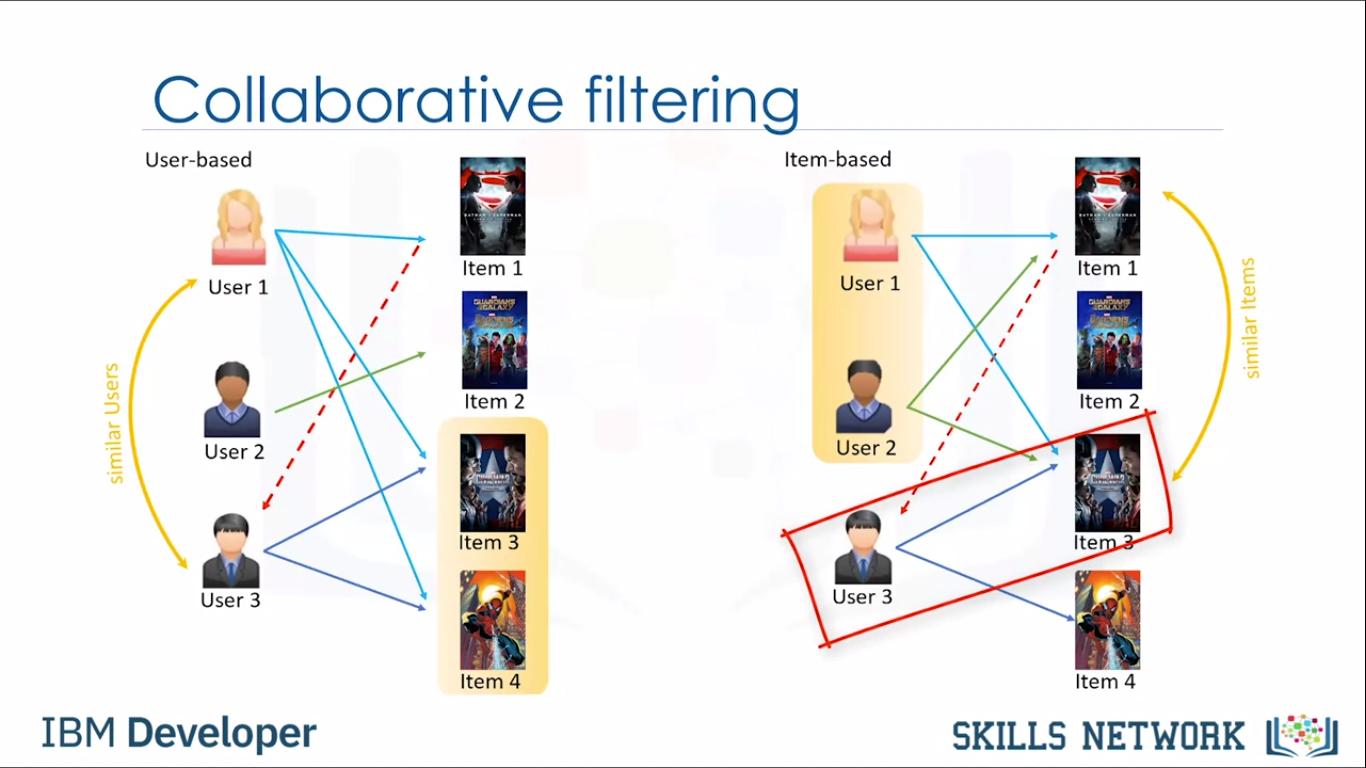 Collaborative filtering
User-based
User 1
User 2
User 3
similar Users
Item 1
Item 2
Item 3
Item 4
Item-based
User 1
User 2
User 3
Item 1
Item 2
Item 3
Item 4
similar Items
IBM Developer
SKILLS NETWORK